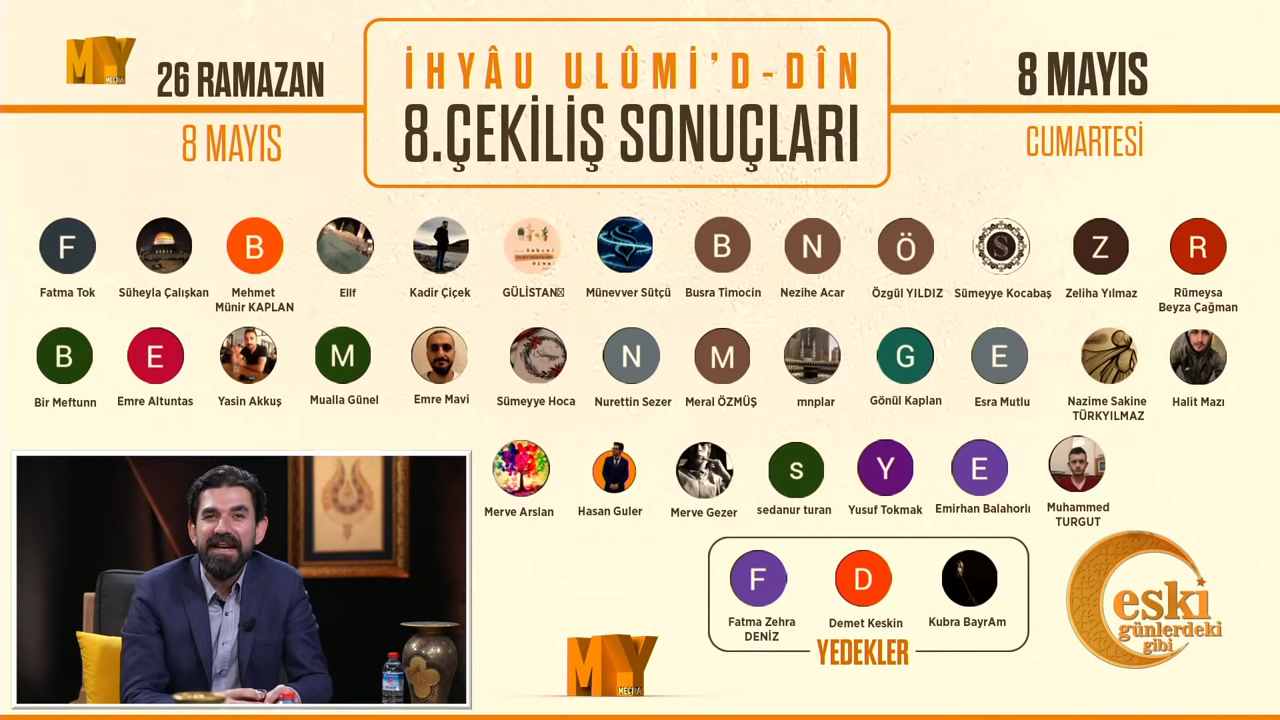 MY
MECRA
26 RAMAZAN
8 MAYIS
İHYÂU ULÛMİ'D-DÎN
8.ÇEKİLİŞ SONUÇLARI
8 MAYIS
CUMARTESİ
F
B
B
N
Ö
S
Z
R
Fatma Tok
Süheyla Çalışkan
Mehmet
Münir KAPLAN
Elif
Kadir Çiçek
GÜLİSTAN
Münevver Sütçü
Busra Timocin
Nezihe Acar
Özgül YILDIZ
Sümeyye Kocabaş
Zeliha Yılmaz
Rümeysa
Beyza Çağman
B
E
M
N
M
G
E
Bir Meftunn
Emre Altuntas
Yasin Akkuş
Mualla Günel
Emre Mavi
Sümeyye Hoca
Nurettin Sezer
Meral ÖZMÜŞ
mnplar
Gönül Kaplan
Esra Mutlu
Nazime Sakine
TÜRKYILMAZ
Halit Mazı
s
Y
E
Merve Arslan
Hasan Guler
Merve Gezer
sedanur turan
Yusuf Tokmak
Emirhan Balahorlı
Muhammed
TURGUT
F
D
Fatma Zehra
DENİZ
Demet Keskin
Kubra BayrAm
YEDEKLER
MY
MECRA
eski
günlerdeki
gibi